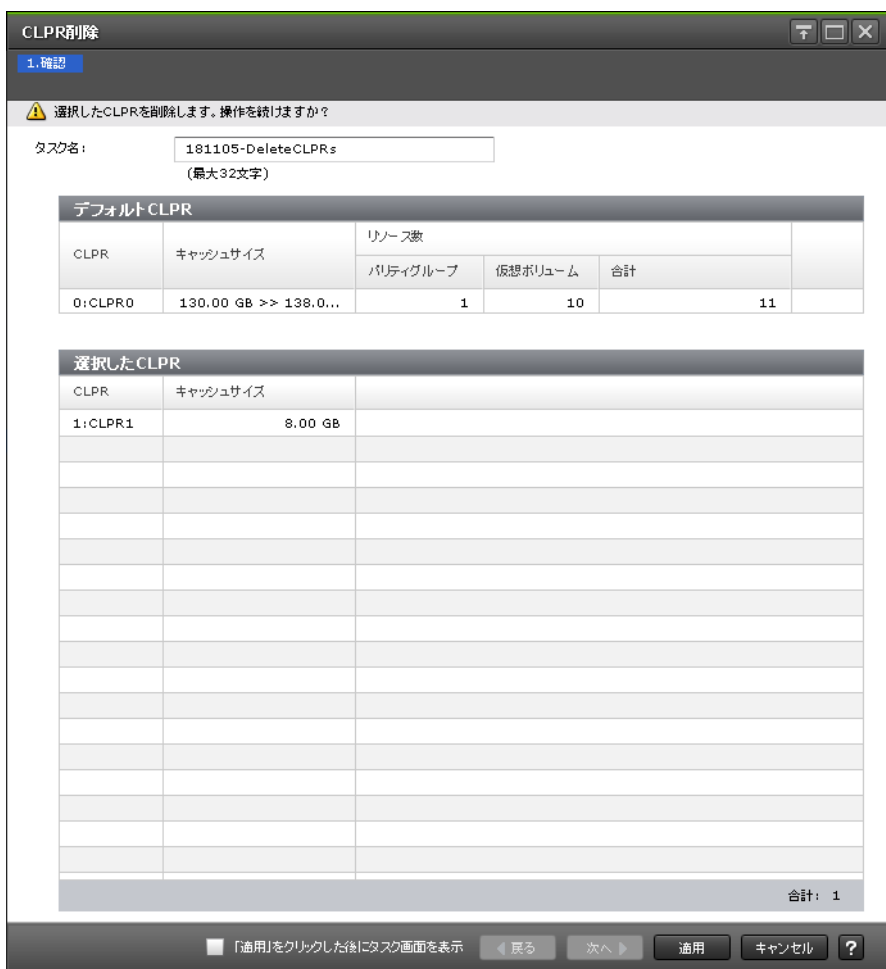 CLPR削除
1.確認
選択したCLPRを削除します。操作を続けますか？
タスク名: 181105-DeleteCLPRs
(最大32文字)
デフォルトCLPR
CLPR キャッシュサイズ リソース数
パリティグループ 仮想ボリューム 合計
0:CLPR0 130.00 GB >> 138.0... 1 10 11
選択したCLPR
CLPR キャッシュサイズ
1:CLPR1 8.00 GB
合計: 1
「適用」をクリックした後にタスク画面を表示 戻る 次へ 適用 キャンセル ?